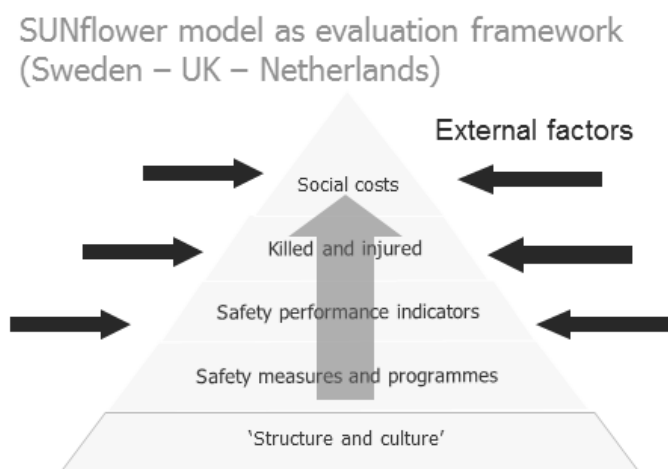 SUNflower model as evaluation framework
(Sweden – UK – Netherlands)
External factors
Social costs
Killed and injured
Safety performance indicators
Safety measures and programmes
‘Structure and culture’